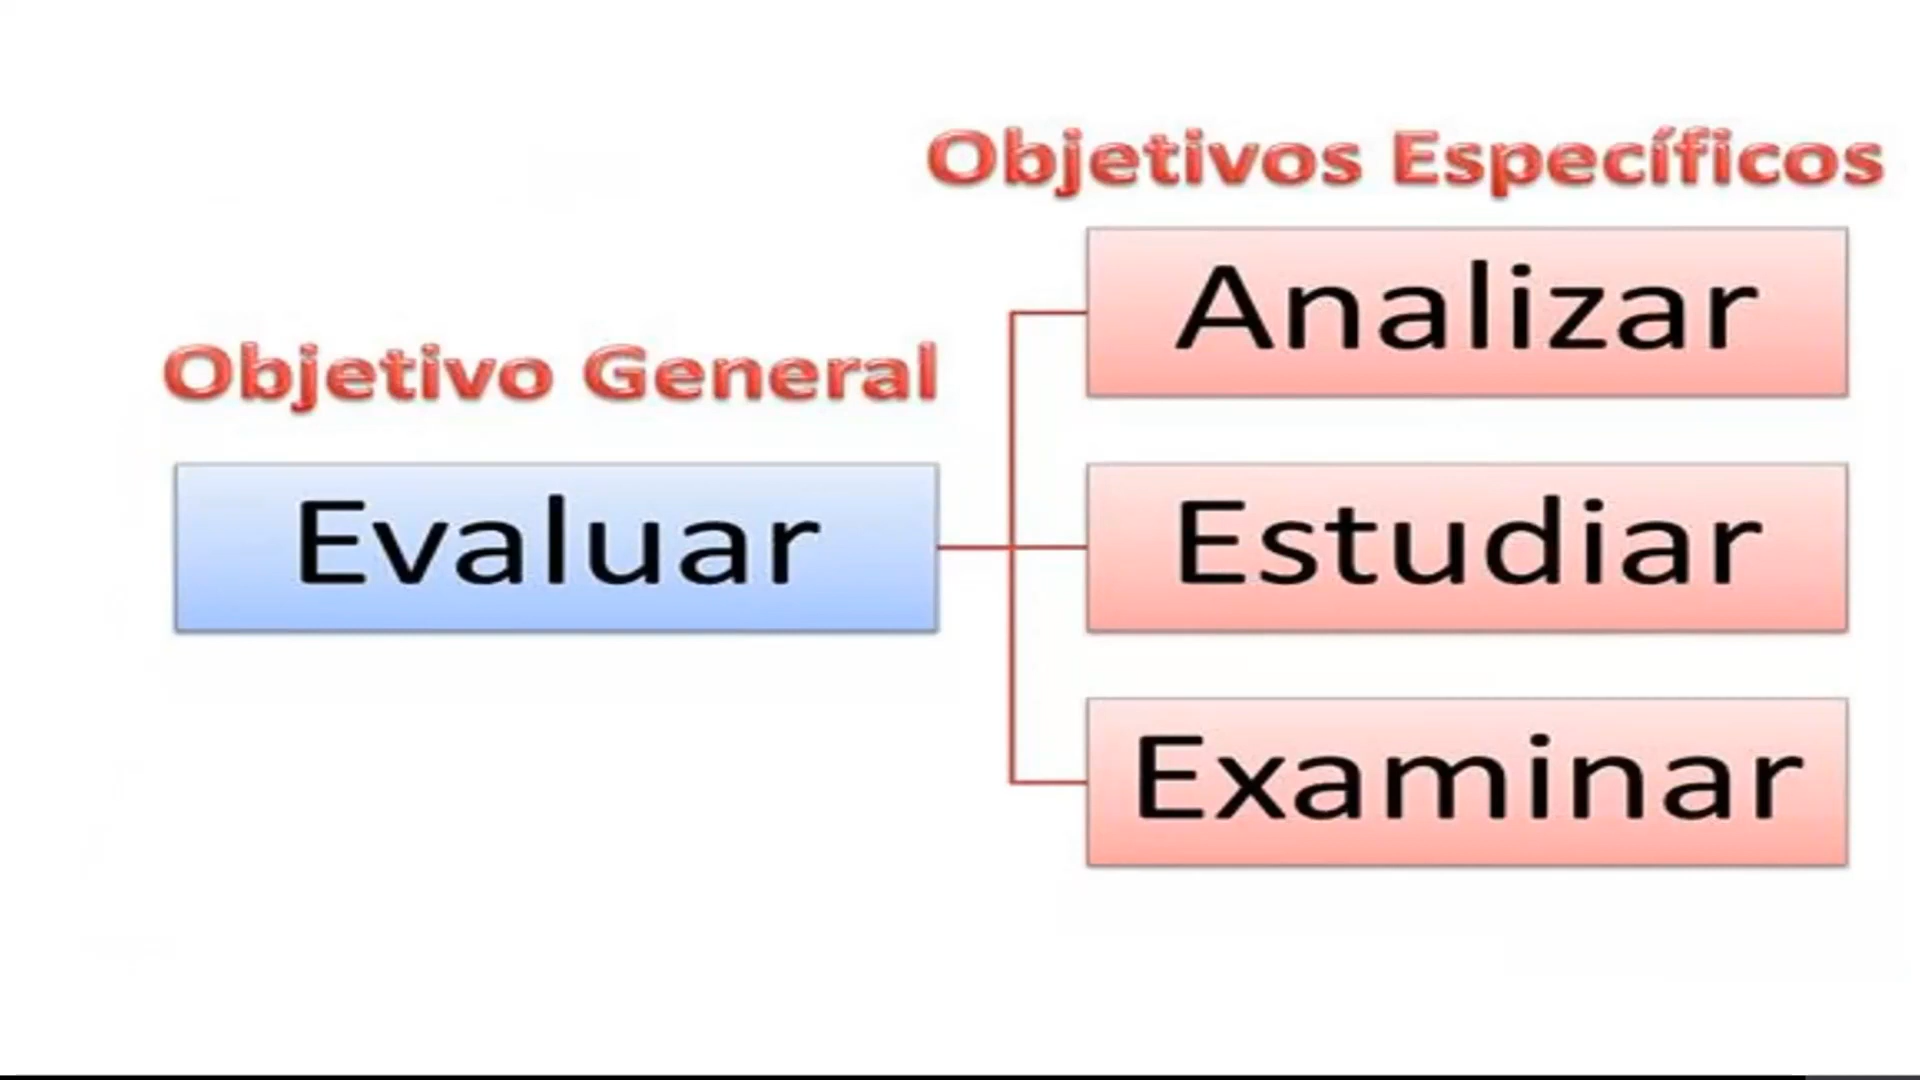 Objetivos Específicos
Analizar
Objetivo General
Evaluar
Estudiar
Examinar